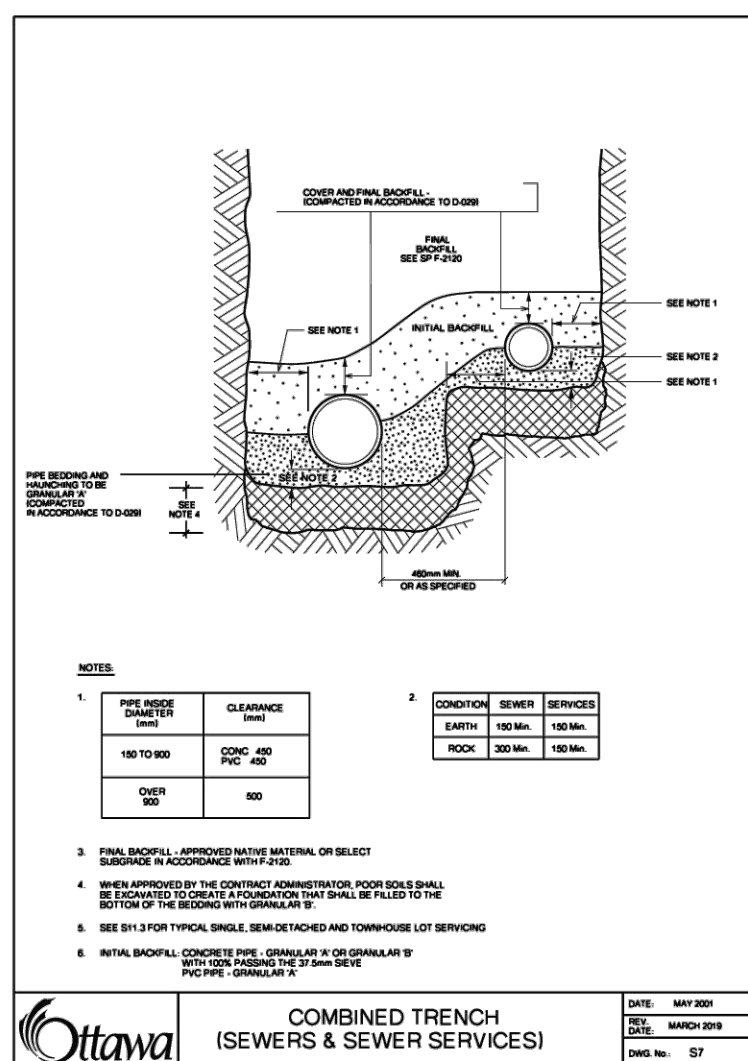 COVER AND FINAL BACKFILL -
(COMPACTED IN ACCORDANCE TO D-029)
FINAL
BACKFILL
SEE SP F-2120
SEE NOTE 1
SEE NOTE 1
INITIAL BACKFILL
SEE NOTE 2
SEE NOTE 1
PIPE BEDDING AND
HAUNCHING TO BE
GRANULAR 'A'
(COMPACTED
IN ACCORDANCE TO D-029)
SEE NOTE 2
SEE
NOTE 4
460mm MIN.
OR AS SPECIFIED
NOTES:
1.
PIPE INSIDE
DIAMETER
(mm)
CLEARANCE
(mm)
150 TO 900
CONC 450
PVC 450
OVER
900
500
2.
CONDITION SEWER SERVICES
EARTH 150 Min. 150 Min.
ROCK 300 Min. 150 Min.
3. FINAL BACKFILL - APPROVED NATIVE MATERIAL OR SELECT
SUBGRADE IN ACCORDANCE WITH F-2120.
4. WHEN APPROVED BY THE CONTRACT ADMINISTRATOR, POOR SOILS SHALL
BE EXCAVATED TO CREATE A FOUNDATION THAT SHALL BE FILLED TO THE
BOTTOM OF THE BEDDING WITH GRANULAR 'B'.
5. SEE S11.3 FOR TYPICAL SINGLE, SEMI-DETACHED AND TOWNHOUSE LOT SERVICING
6. INITIAL BACKFILL: CONCRETE PIPE - GRANULAR 'A' OR GRANULAR 'B'
WITH 100% PASSING THE 37.5mm SIEVE
PVC PIPE - GRANULAR 'A'
Ottawa
COMBINED TRENCH
(SEWERS & SEWER SERVICES)
DATE: MAY 2001
REV.
DATE: MARCH 2019
DWG. No.: S7